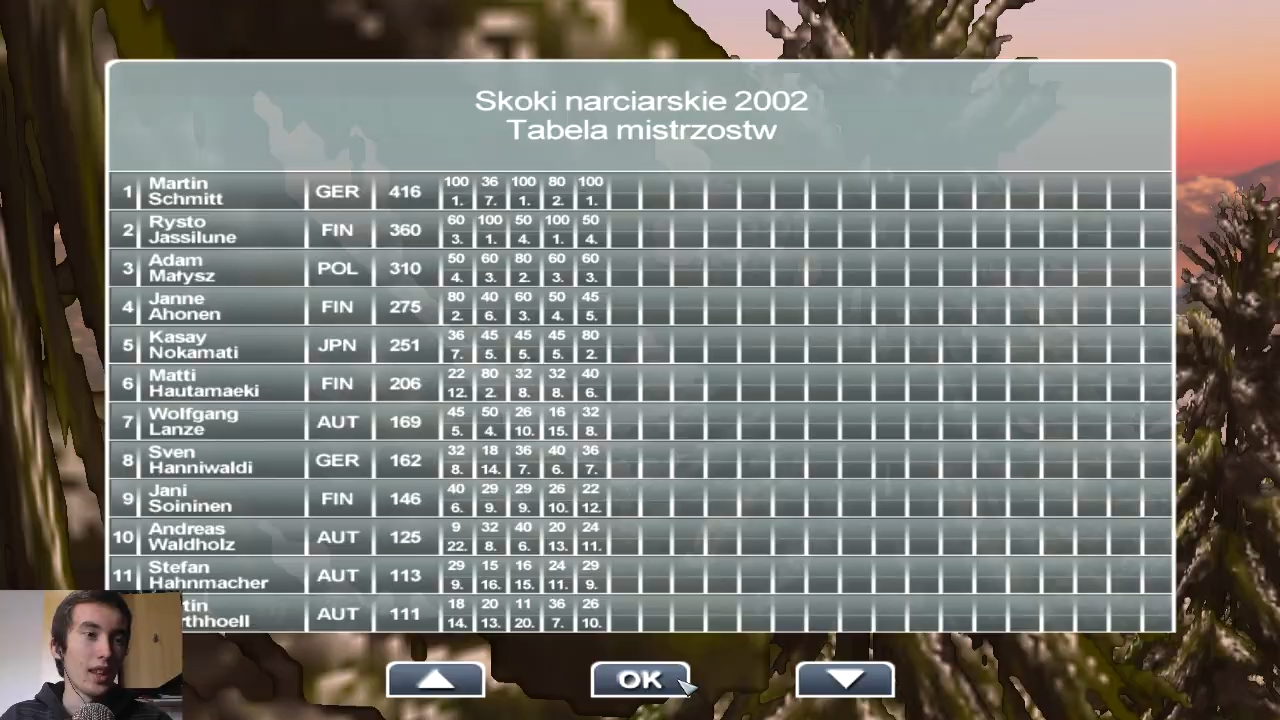 Skoki narciarskie 2002
Tabela mistrzostw
1 Martin Schmitt GER 416 100 36 100 80 100
1. 7. 1. 2. 1.
2 Rysto Jassilune FIN 360 60 100 50 100 50
3. 1. 4. 1. 4.
3 Adam Małysz POL 310 50 60 80 60 60
4. 3. 2. 3. 3.
4 Janne Ahonen FIN 275 80 40 60 50 45
2. 6. 3. 4. 5.
5 Kasay Nokamati JPN 251 36 45 45 45 80
7. 5. 5. 5. 2.
6 Matti Hautamaeki FIN 206 22 80 32 32 40
12. 2. 8. 8. 6.
7 Wolfgang Lanze AUT 169 45 50 26 16 32
5. 4. 10. 15. 8.
8 Sven Hanniwaldi GER 162 32 18 36 40 36
8. 14. 7. 6. 7.
9 Jani Soininen FIN 146 40 29 29 26 22
6. 9. 9. 10. 12.
10 Andreas Waldholz AUT 125 9 32 40 20 24
22. 8. 6. 13. 11.
11 Stefan Hahnmacher AUT 113 29 15 16 24 29
9. 16. 15. 11. 9.
tin rthhoell AUT 111 18 20 11 36 26
14. 13. 20. 7. 10.
OK